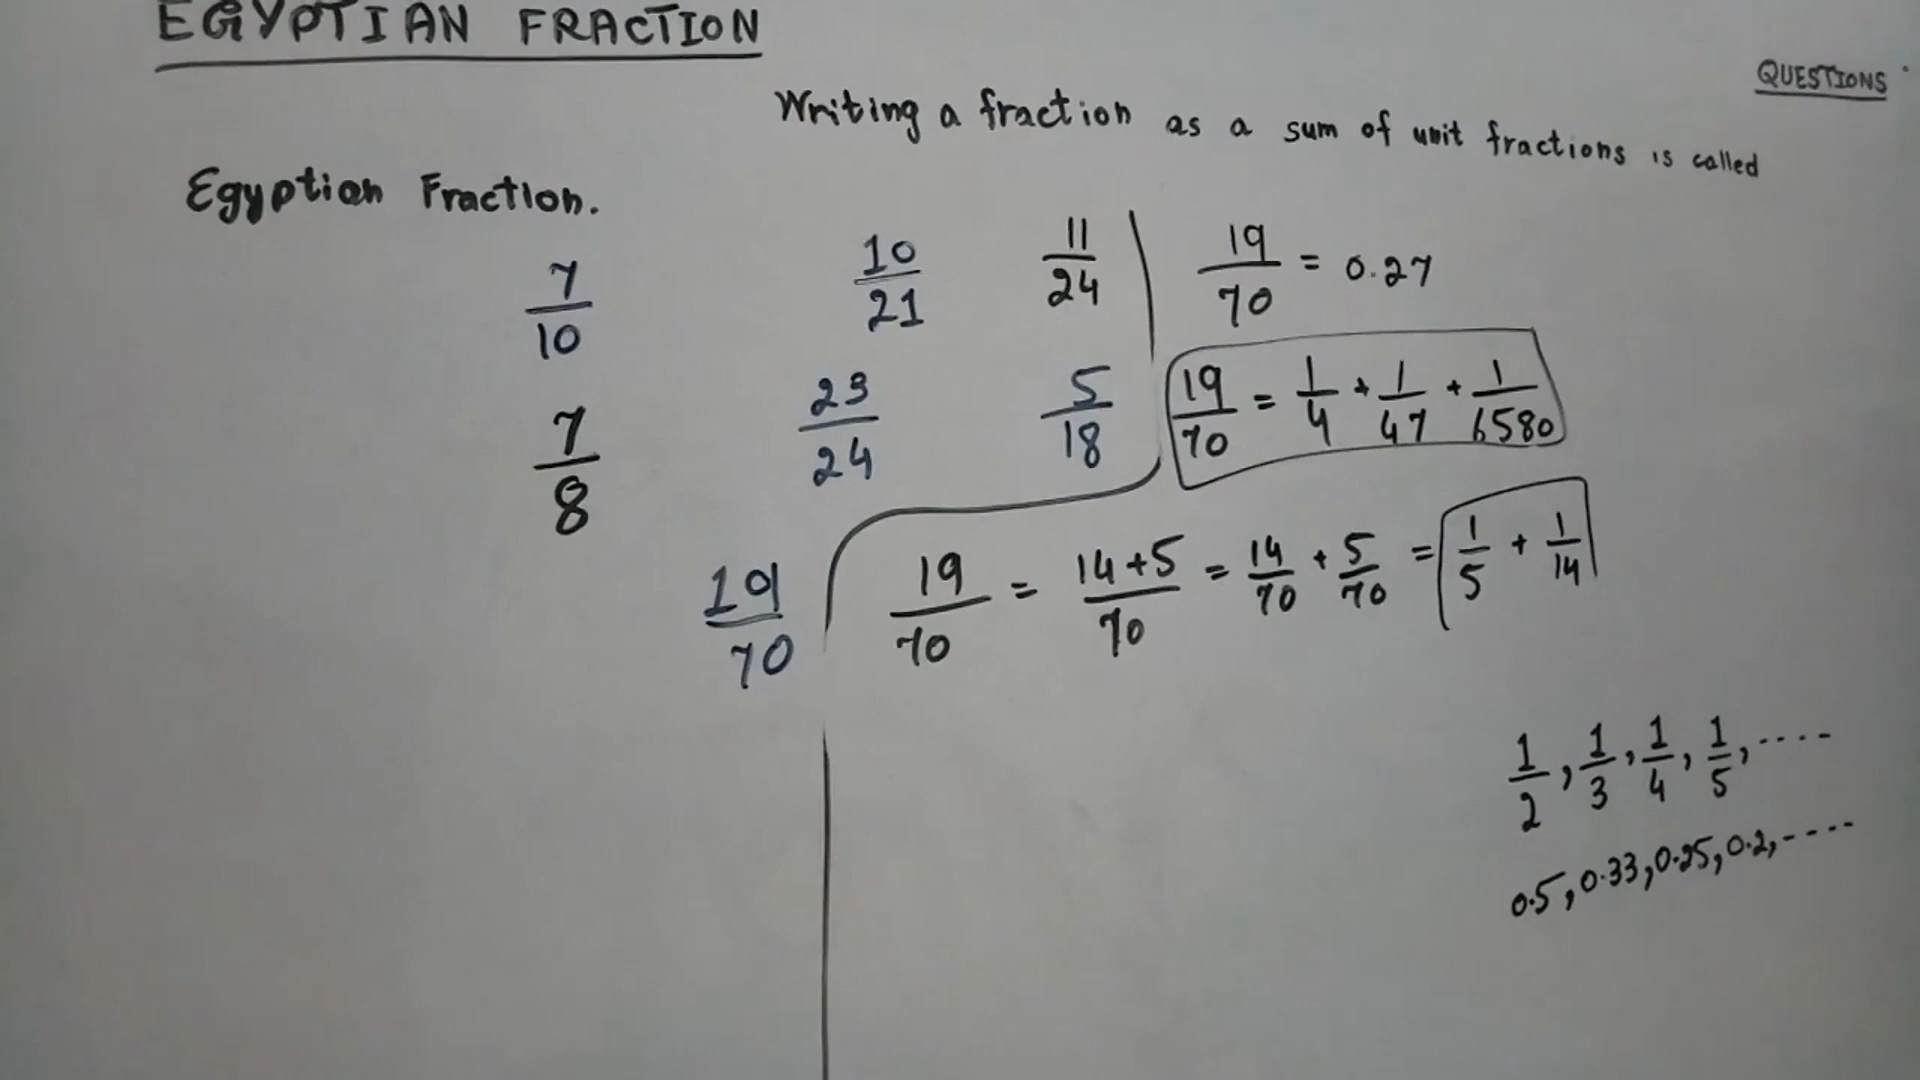 EGYPTIAN FRACTION
QUESTIONS
Writing a fraction as a sum of unit fractions is called
Egyptian Fraction.
7/10
10/21
11/24
19/70 = 0.27
7/8
23/24
5/18
19/70 = 1/4 + 1/47 + 1/6580
19/70
19/70 = 14+5/70 = 14/70 + 5/70 = 1/5 + 1/14
1/2, 1/3, 1/4, 1/5, ....
0.5, 0.33, 0.25, 0.2, ----